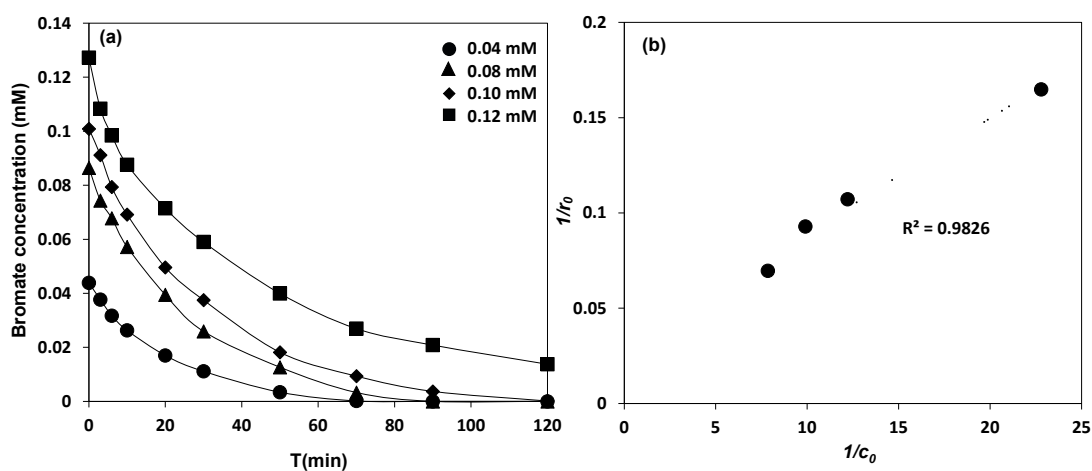 (a)
0.04 mM
0.08 mM
0.10 mM
0.12 mM
Bromate concentration (mM)
0.14
0.12
0.1
0.08
0.06
0.04
0.02
0
0 20 40 60 80 100 120
T(min)
(b)
1/r₀
0.2
0.15
0.1
0.05
0
R² = 0.9826
0 5 10 15 20 25
1/c₀